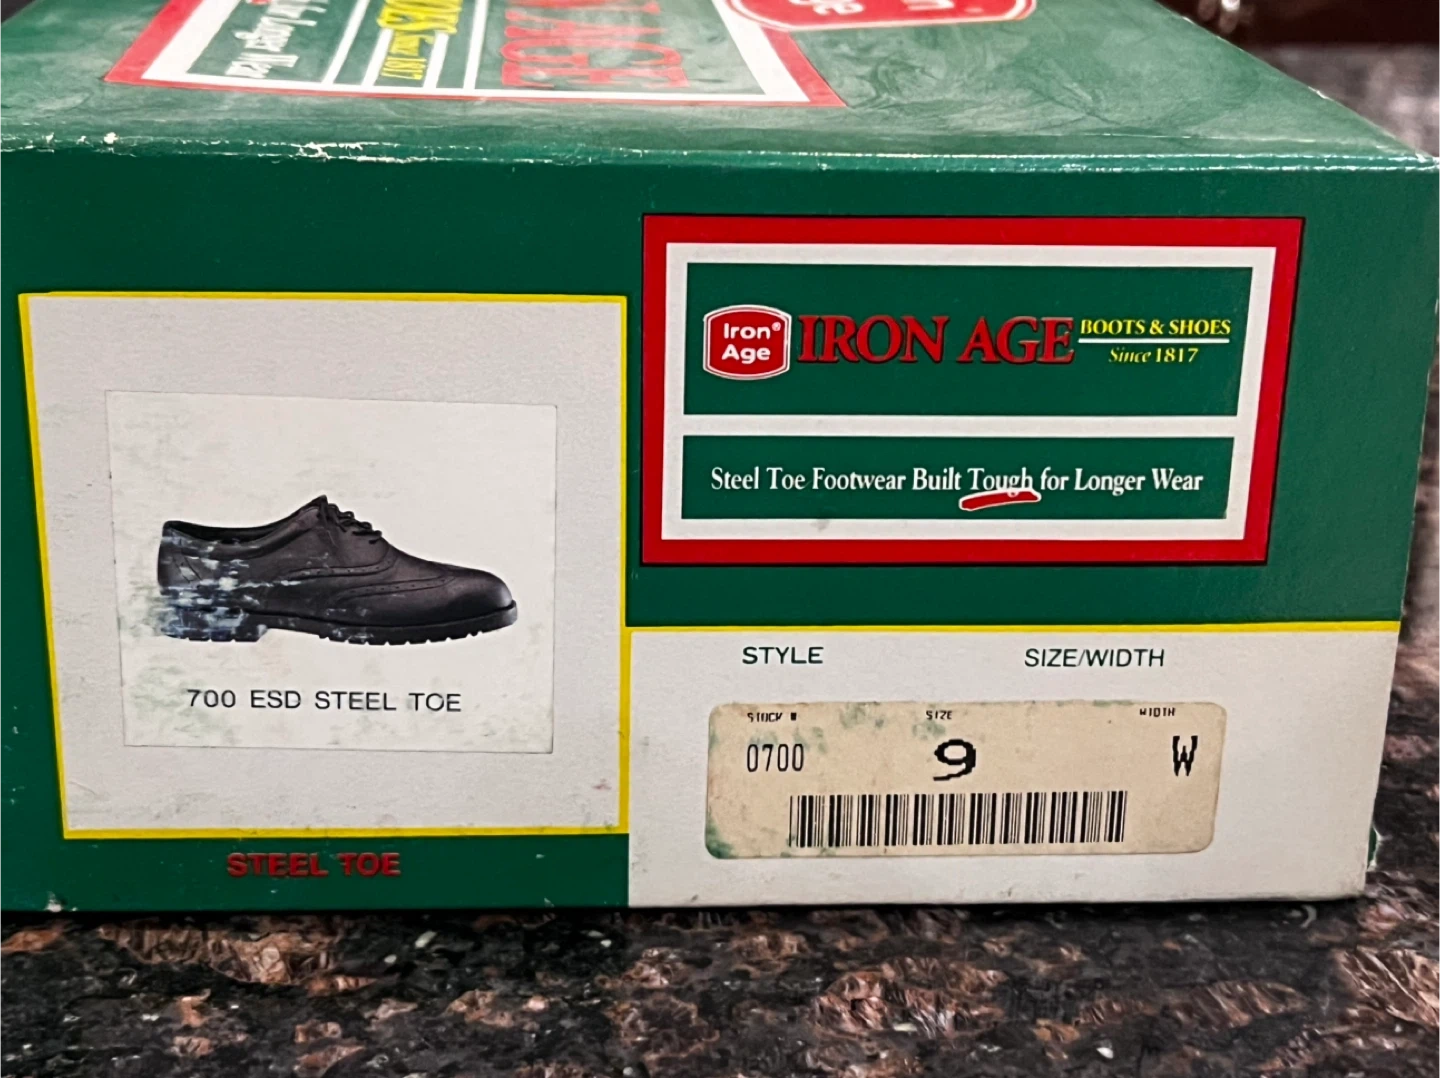 Iron®
Age
IRON AGE
BOOTS & SHOES
Since 1817
Steel Toe Footwear Built Tough for Longer Wear
700 ESD STEEL TOE
STEEL TOE
STYLE SIZE/WIDTH
STOCK # SIZE WIDTH
0700 9 W